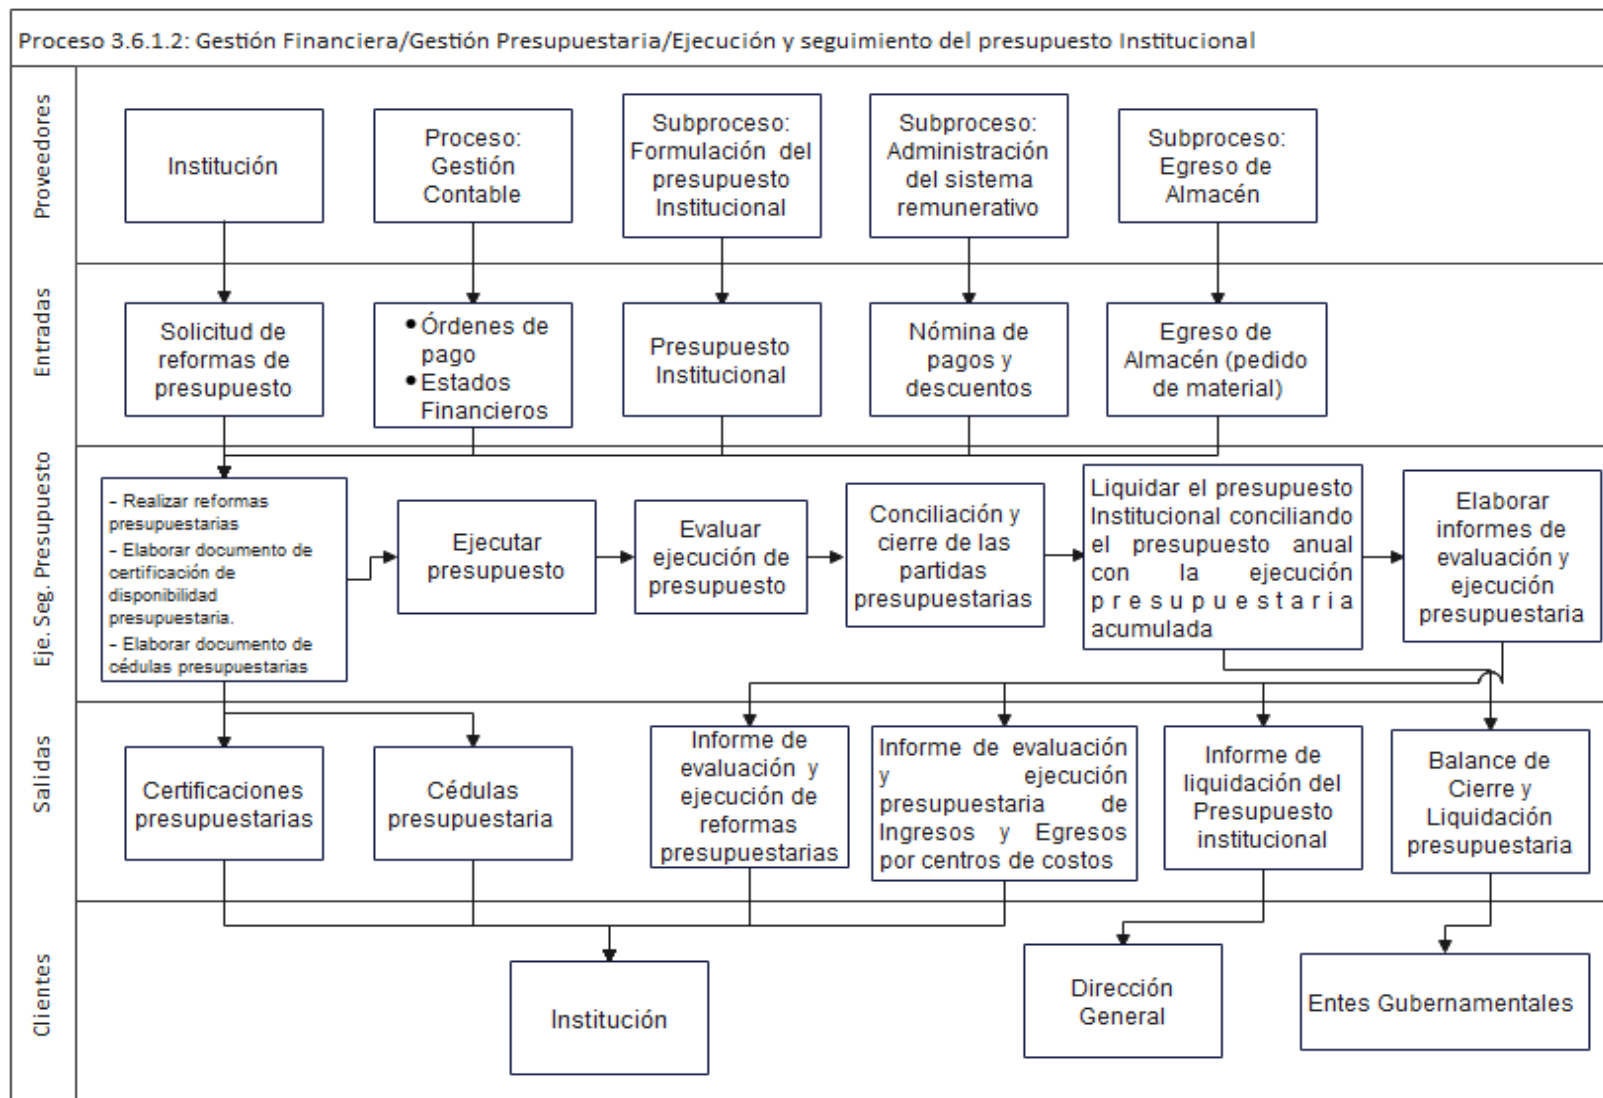 Proceso 3.6.1.2: Gestión Financiera/Gestión Presupuestaria/Ejecución y seguimiento del presupuesto Institucional
Proveedores
Institución
Proceso:
Gestión
Contable
Subproceso:
Formulación del
presupuesto
Institucional
Subproceso:
Administración
del sistema
remunerativo
Subproceso:
Egreso de
Almacén
Entradas
Solicitud de
reformas de
presupuesto
• Órdenes de
pago
• Estados
Financieros
Presupuesto
Institucional
Nómina de
pagos y
descuentos
Egreso de
Almacén (pedido
de material)
Eje. Seg. Presupuesto
– Realizar reformas
presupuestarias
– Elaborar documento de
certificación de
disponibilidad
presupuestaria.
– Elaborar documento de
cédulas presupuestarias
Ejecutar
presupuesto
Evaluar
ejecución de
presupuesto
Conciliación y
cierre de las
partidas
presupuestarias
Liquidar el presupuesto
Institucional conciliando
el presupuesto anual
con la ejecución
presupuestaria
acumulada
Elaborar
informes de
evaluación y
ejecución
presupuestaria
Salidas
Certificaciones
presupuestarias
Cédulas
presupuestaria
Informe de
evaluación y
ejecución de
reformas
presupuestarias
Informe de evaluación
y ejecución
presupuestaria de
Ingresos y Egresos
por centros de costos
Informe de
liquidación del
Presupuesto
institucional
Balance de
Cierre y
Liquidación
presupuestaria
Clientes
Institución
Dirección
General
Entes Gubernamentales